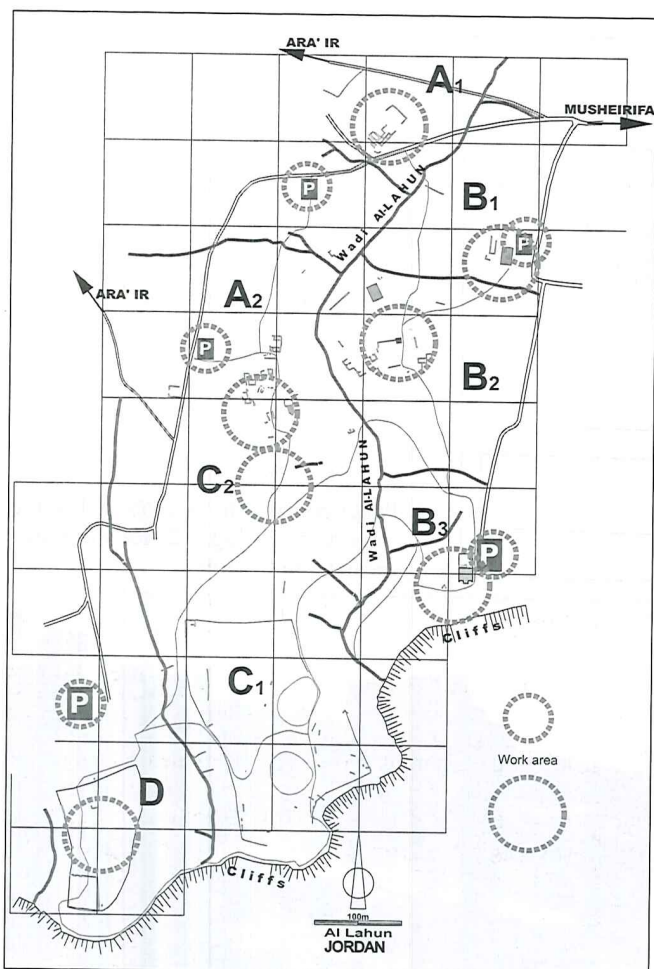 ARA' IR
A1
MUSHEIRIFA
P
B1
Wadi Al-LAHUN
P
ARA' IR
A2
P
B2
C2
Wadi Al-LAHUN
B3
P
Cliffs
C1
P
Work area
D
Cliffs
100m
Al Lahun
JORDAN